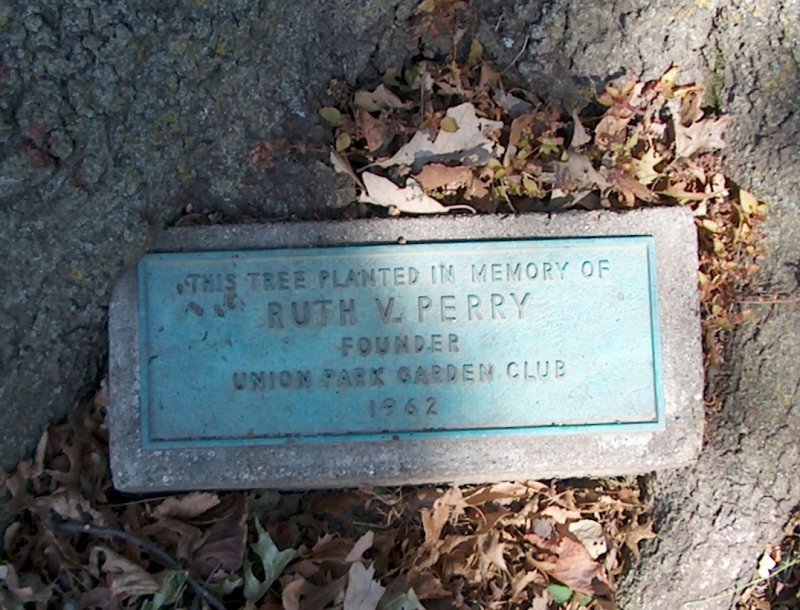 THIS TREE PLANTED IN MEMORY OF
RUTH V. PERRY
FOUNDER
UNION PARK GARDEN CLUB
1962